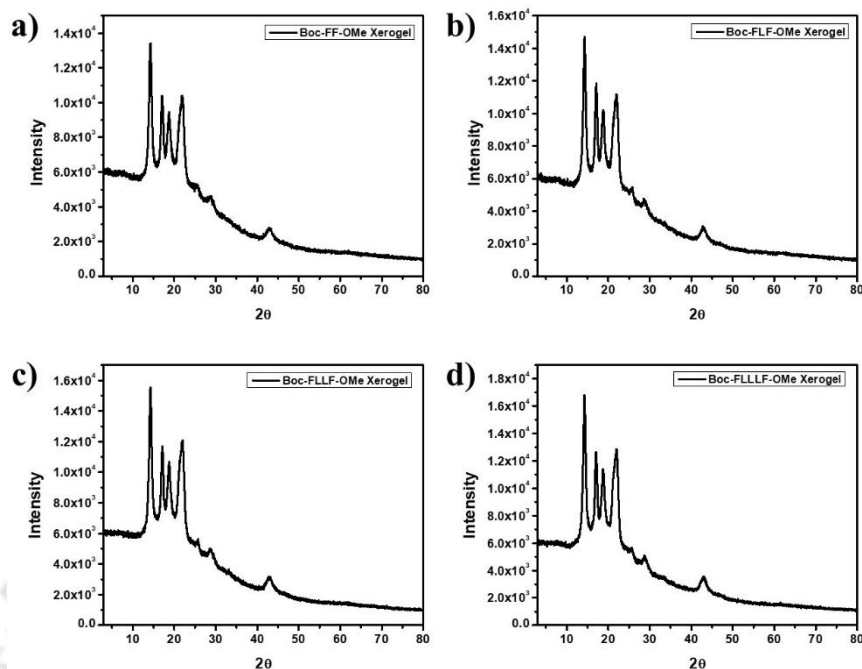 a)
Boc-FF-OMe Xerogel
1.4x10⁴
1.2x10⁴
1.0x10⁴
8.0x10³
6.0x10³
4.0x10³
2.0x10³
0.0
Intensity
10 20 30 40 50 60 70 80
2θ
b)
Boc-FLF-OMe Xerogel
1.6x10⁴
1.4x10⁴
1.2x10⁴
1.0x10⁴
8.0x10³
6.0x10³
4.0x10³
2.0x10³
0.0
Intensity
10 20 30 40 50 60 70 80
2θ
c)
Boc-FLLF-OMe Xerogel
1.6x10⁴
1.4x10⁴
1.2x10⁴
1.0x10⁴
8.0x10³
6.0x10³
4.0x10³
2.0x10³
0.0
Intensity
10 20 30 40 50 60 70 80
2θ
d)
Boc-FLLLF-OMe Xerogel
1.8x10⁴
1.6x10⁴
1.4x10⁴
1.2x10⁴
1.0x10⁴
8.0x10³
6.0x10³
4.0x10³
2.0x10³
0.0
Intensity
10 20 30 40 50 60 70 80
2θ